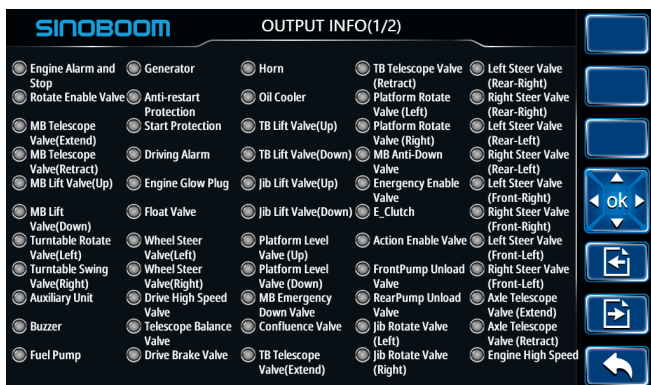 SINOBOOM
OUTPUT INFO(1/2)
Engine Alarm and
Stop
Rotate Enable Valve
MB Telescope
Valve(Extend)
MB Telescope
Valve(Retract)
MB Lift Valve(Up)
MB Lift
Valve(Down)
Turntable Rotate
Valve(Left)
Turntable Swing
Valve(Right)
Auxiliary Unit
Buzzer
Fuel Pump
Generator
Anti-restart
Protection
Start Protection
Driving Alarm
Engine Glow Plug
Float Valve
Wheel Steer
Valve(Left)
Wheel Steer
Valve(Right)
Drive High Speed
Valve
Telescope Balance
Valve
Drive Brake Valve
Horn
Oil Cooler
TB Lift Valve(Up)
TB Lift Valve(Down)
Jib Lift Valve(Up)
Jib Lift Valve(Down)
Platform Level
Valve (Up)
Platform Level
Valve (Down)
MB Emergency
Down Valve
Confluence Valve
TB Telescope
Valve(Extend)
TB Telescope Valve
(Retract)
Platform Rotate
Valve (Left)
Platform Rotate
Valve (Right)
MB Anti-Down
Valve
Emergency Enable
Valve
E_Clutch
Action Enable Valve
FrontPump Unload
Valve
RearPump Unload
Valve
Jib Rotate Valve
(Left)
Jib Rotate Valve
(Right)
Left Steer Valve
(Rear-Right)
Right Steer Valve
(Rear-Right)
Left Steer Valve
(Rear-Left)
Right Steer Valve
(Rear-Left)
Left Steer Valve
(Front-Right)
Right Steer Valve
(Front-Right)
Left Steer Valve
(Front-Left)
Right Steer Valve
(Front-Left)
Axle Telescope
Valve (Extend)
Axle Telescope
Valve (Retract)
Engine High Speed
ok